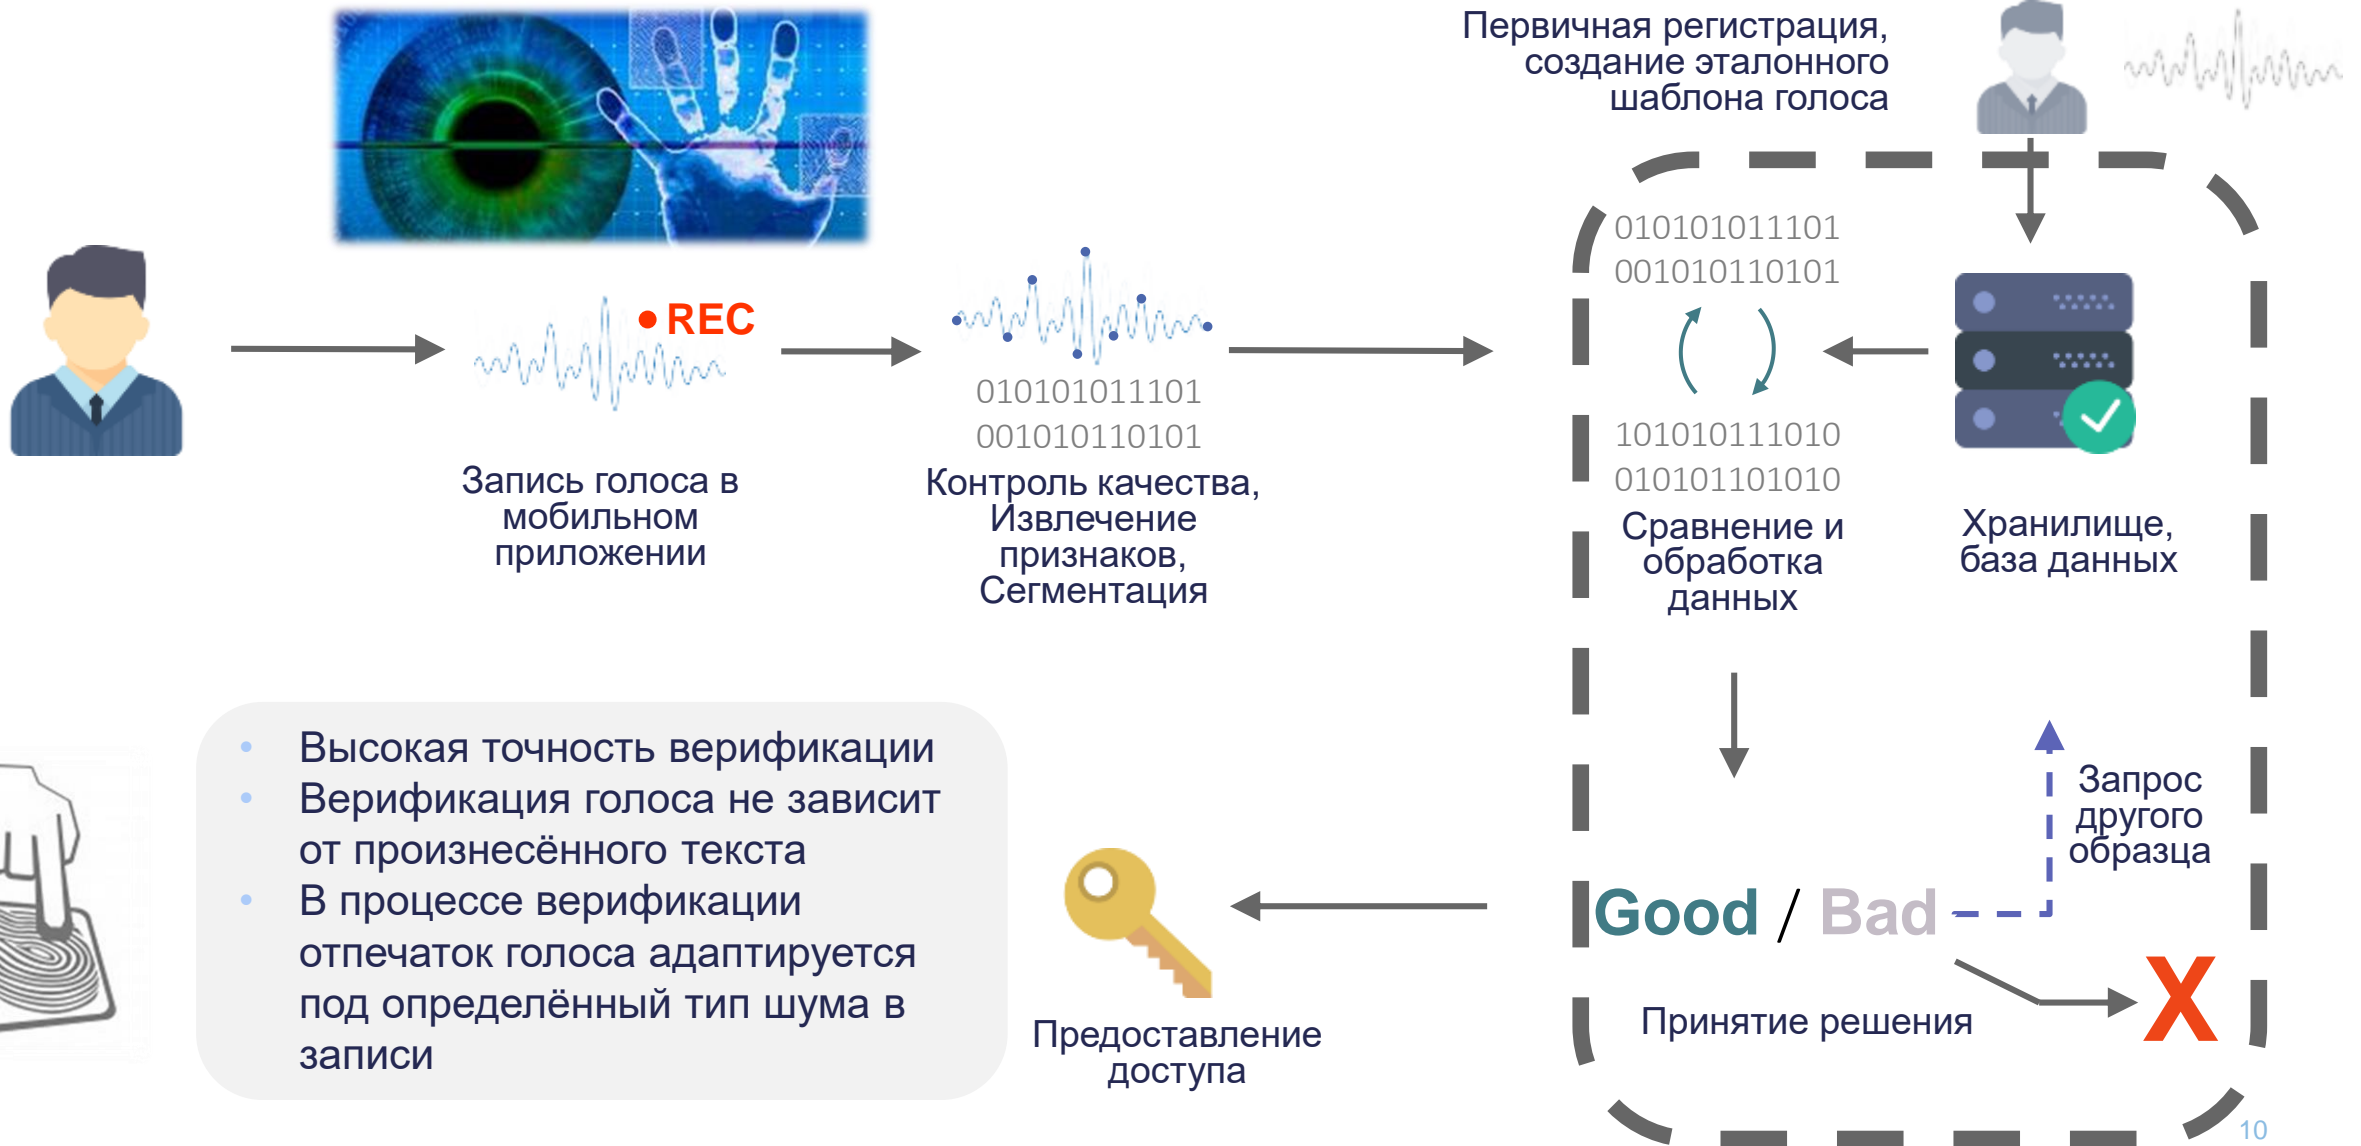 Первичная регистрация,
создание эталонного
шаблона голоса
REC
010101011101
001010110101
Запись голоса в
мобильном
приложении
010101011101
001010110101
Контроль качества,
Извлечение
признаков,
Сегментация
101010111010
010101101010
Сравнение и
обработка
данных
Хранилище,
база данных
• Высокая точность верификации
• Верификация голоса не зависит
от произнесённого текста
• В процессе верификации
отпечаток голоса адаптируется
под определённый тип шума в
записи
Предоставление
доступа
Запрос
другого
образца
Good / Bad
X
Принятие решения
10